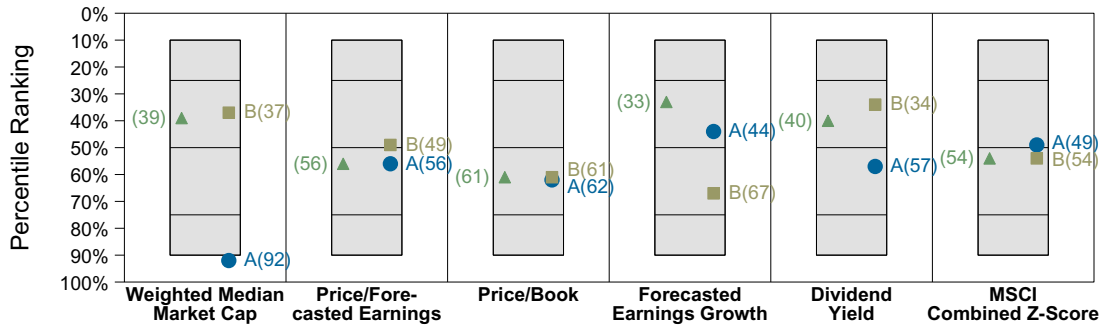 Percentile Ranking
0%
10%
20%
30%
40%
50%
60%
70%
80%
90%
100%
(39)
B(37)
A(92)
(56)
B(49)
A(56)
(61)
B(61)
A(62)
(33)
A(44)
B(67)
(40)
B(34)
A(57)
(54)
A(49)
B(54)
Weighted Median
Market Cap
Price/Fore-
casted Earnings
Price/Book
Forecasted
Earnings Growth
Dividend
Yield
MSCI
Combined Z-Score